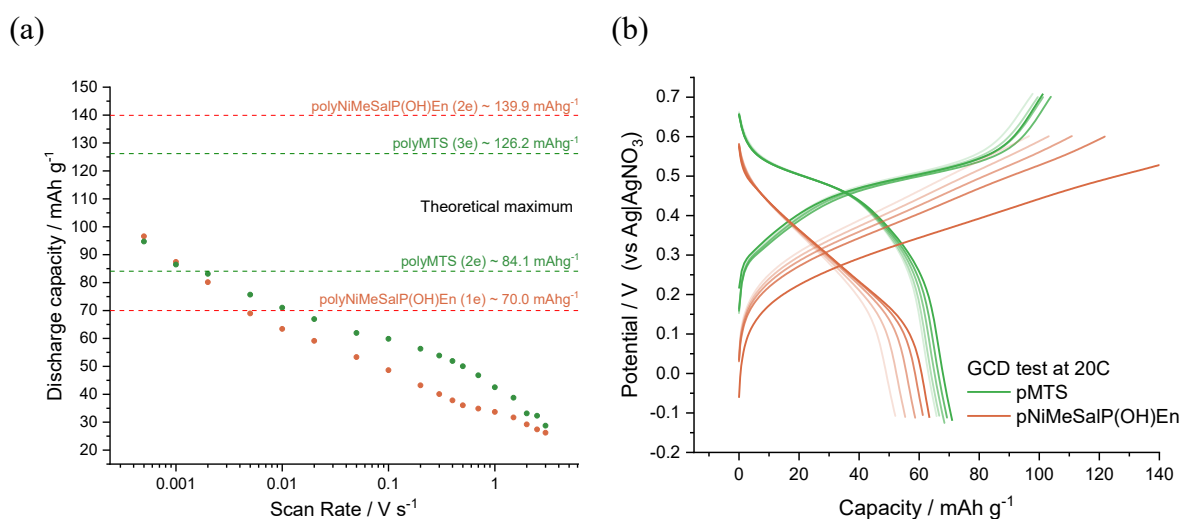 (a)
150
140
130
120
110
100
90
80
70
60
50
40
30
20
Discharge capacity / mAh g⁻¹
polyNiMeSalP(OH)En (2e) ~ 139.9 mAhg⁻¹
polyMTS (3e) ~ 126.2 mAhg⁻¹
Theoretical maximum
polyMTS (2e) ~ 84.1 mAhg⁻¹
polyNiMeSalP(OH)En (1e) ~ 70.0 mAhg⁻¹
0.001 0.01 0.1 1
Scan Rate / V s⁻¹
(b)
0.7
0.6
0.5
0.4
0.3
0.2
0.1
0.0
-0.1
-0.2
Potential / V (vs Ag|AgNO₃)
GCD test at 20C
pMTS
pNiMeSalP(OH)En
0 20 40 60 80 100 120 140
Capacity / mAh g⁻¹